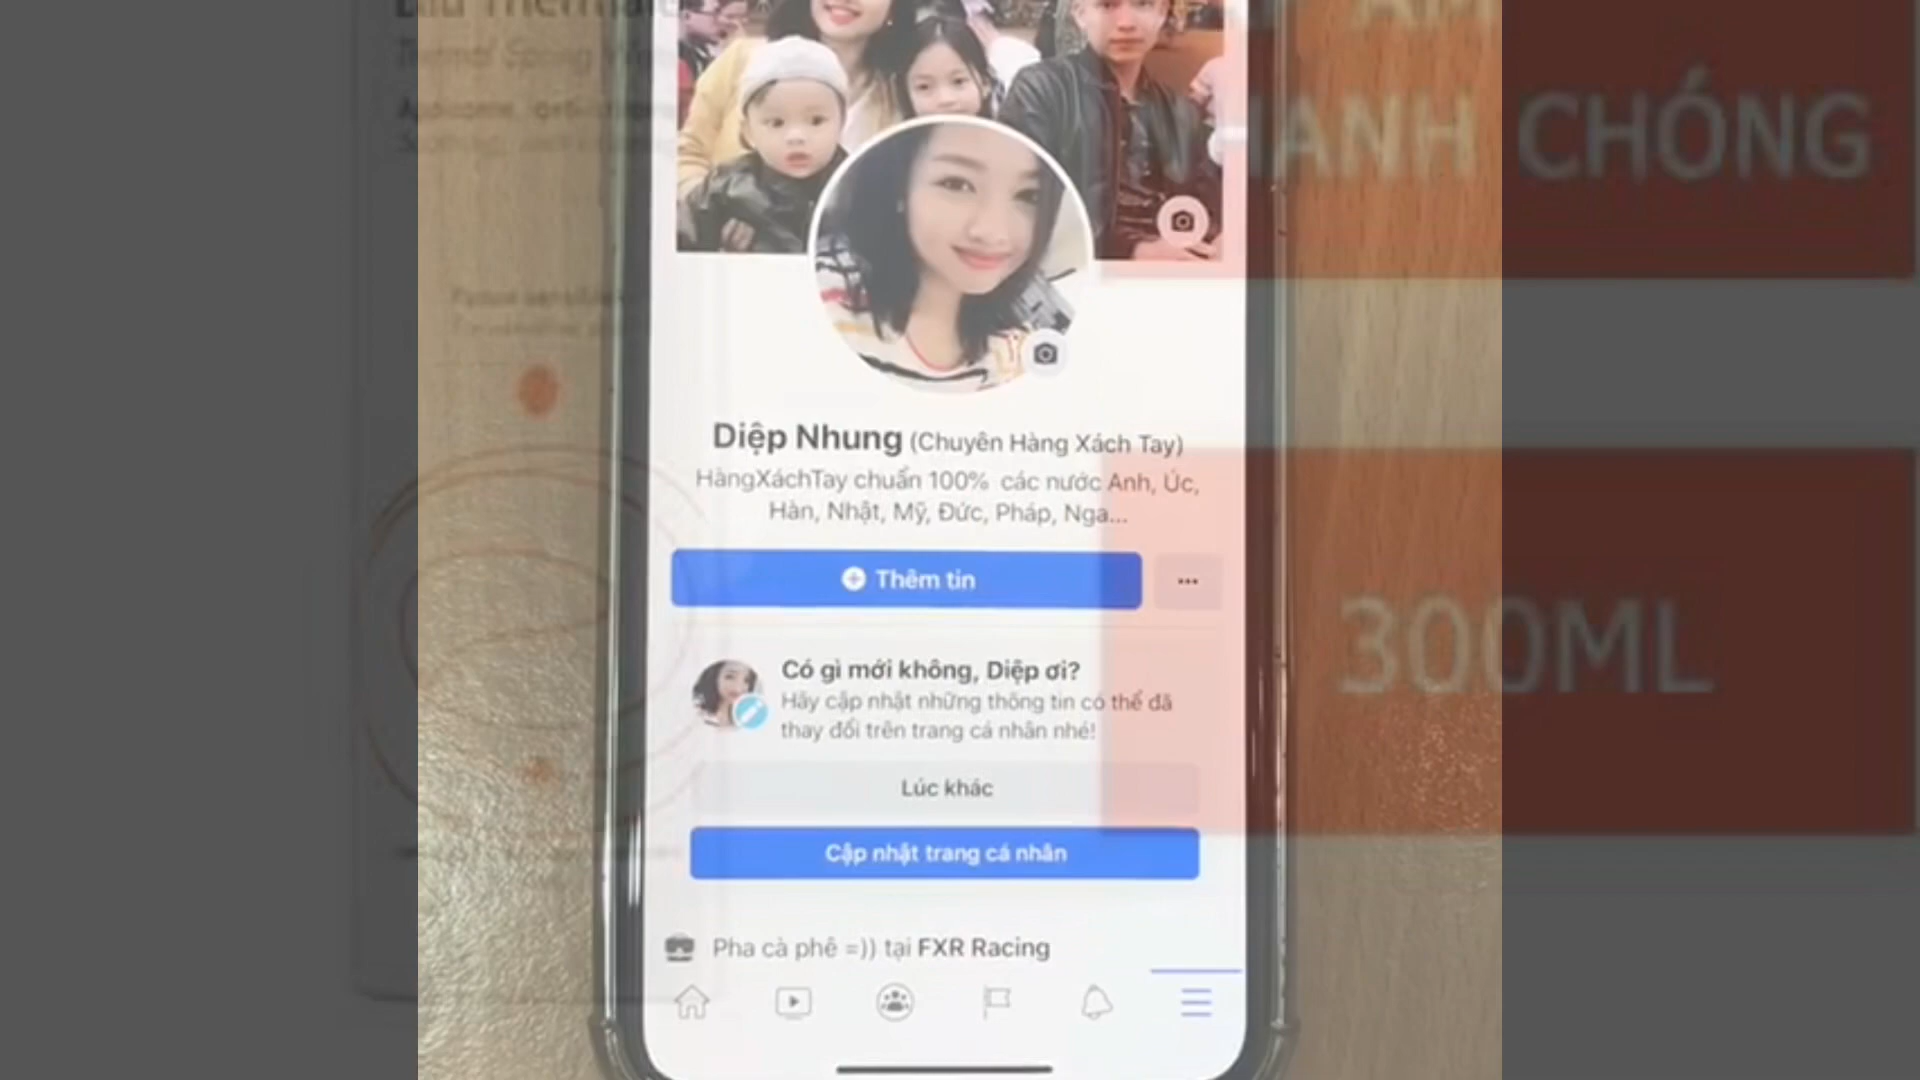 Eau Thermale
NHANH CHÓNG
Diệp Nhung (Chuyên Hàng Xách Tay)
HàngXáchTay chuẩn 100% các nước Anh, Úc,
Hàn, Nhật, Mỹ, Đức, Pháp, Nga...
Thêm tin
300ML
Có gì mới không, Diệp ơi?
Hãy cập nhật những thông tin có thể đã
thay đổi trên trang cá nhân nhé!
Lúc khác
Cập nhật trang cá nhân
Pha cà phê =)) tại FXR Racing